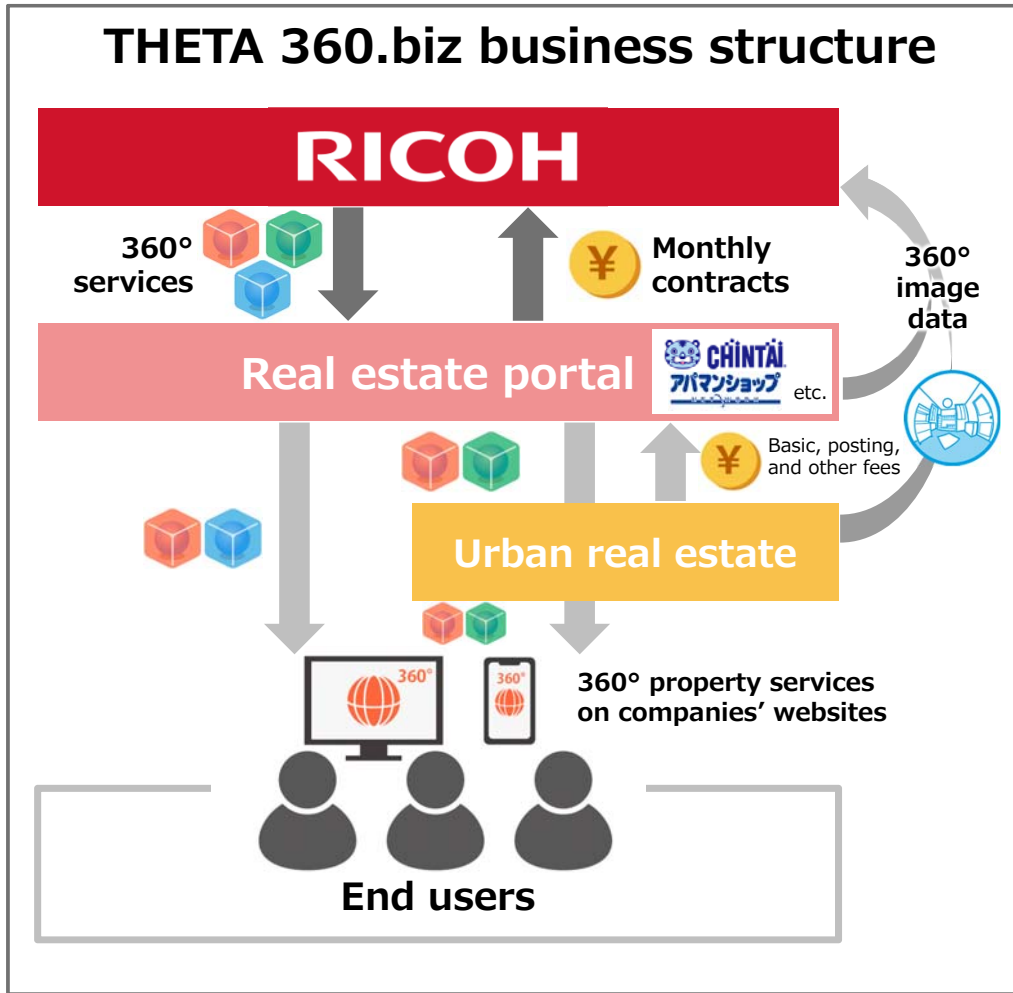 THETA 360.biz business structure
RICOH
360°
services
¥
Monthly
contracts
360°
image
data
Real estate portal
CHINTAI
アパマンショップ
NETWORK
etc.
¥
Basic, posting,
and other fees
Urban real estate
360°
360°
360° property services
on companies’ websites
End users